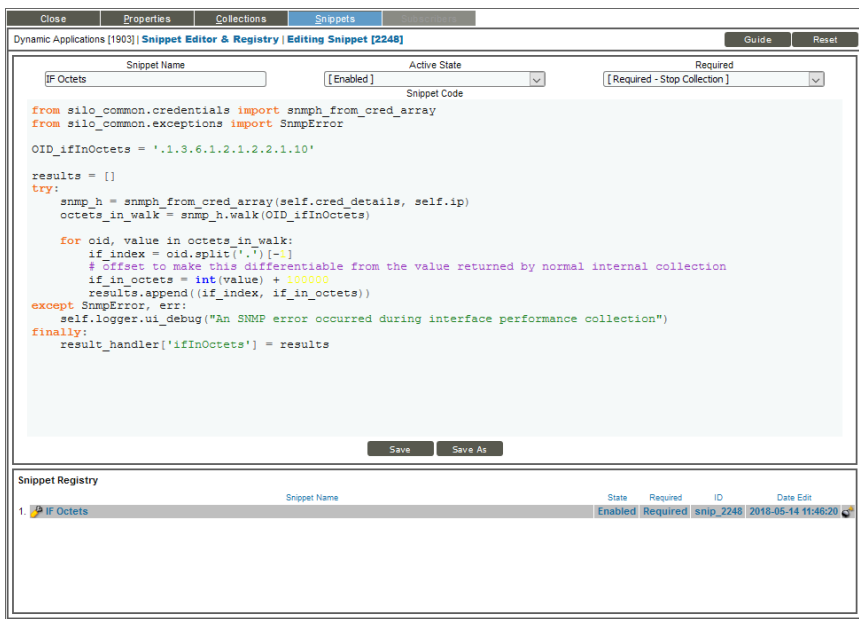 Close Properties Collections Snippets Subscribers
Dynamic Applications [1903] | Snippet Editor & Registry | Editing Snippet [2248] Guide Reset
Snippet Name Active State Required
IF Octets [ Enabled ] [ Required - Stop Collection ]
Snippet Code
from silo_common.credentials import snmph_from_cred_array
from silo_common.exceptions import SnmpError
OID_ifInOctets = '.1.3.6.1.2.1.2.2.1.10'
results = []
try:
snmp_h = snmph_from_cred_array(self.cred_details, self.ip)
octets_in_walk = snmp_h.walk(OID_ifInOctets)
for oid, value in octets_in_walk:
if_index = oid.split('.')[-1]
# offset to make this differentiable from the value returned by normal internal collection
if_in_octets = int(value) + 100000
results.append((if_index, if_in_octets))
except SnmpError, err:
self.logger.ui_debug("An SNMP error occurred during interface performance collection")
finally:
result_handler['ifInOctets'] = results
Save Save As
Snippet Registry
Snippet Name State Required ID Date Edit
1. IF Octets Enabled Required snip_2248 2018-05-14 11:46:20